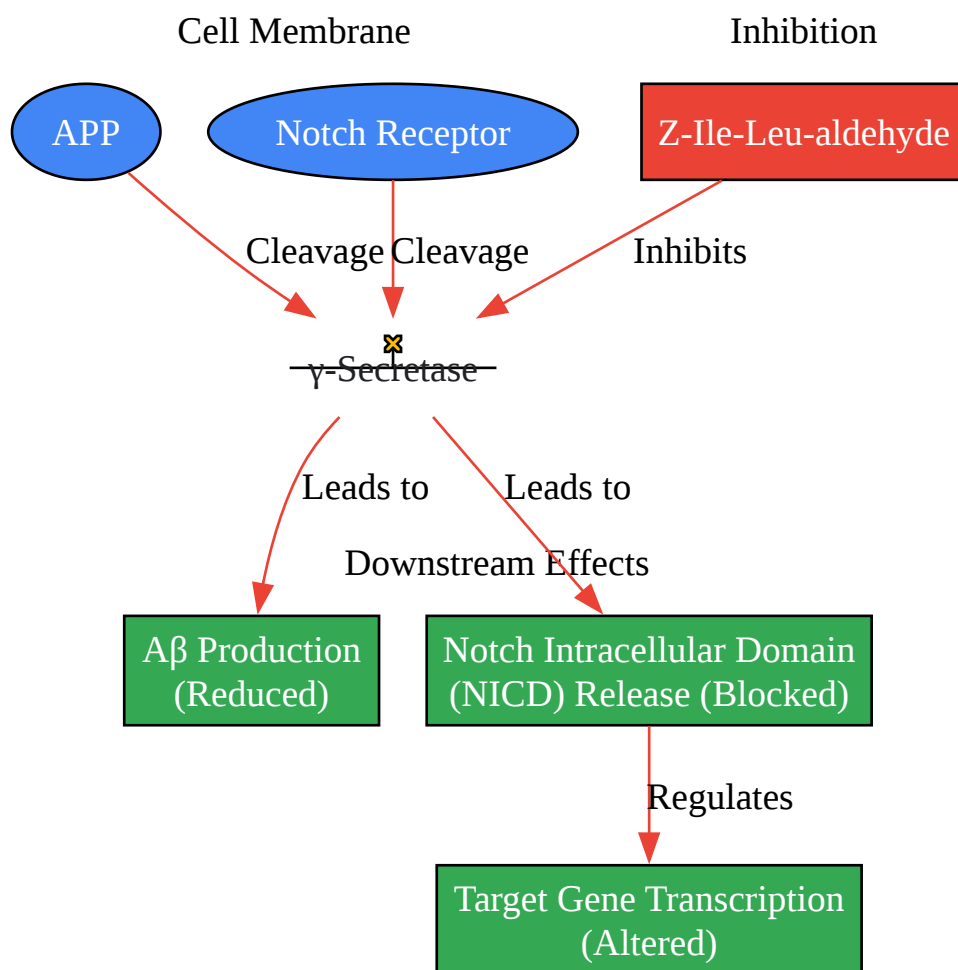 Cell Membrane
Inhibition
APP
Notch Receptor
Z-Ile-Leu-aldehyde
Cleavage
Cleavage
Inhibits
γ-Secretase
Leads to
Leads to
Downstream Effects
Aβ Production
(Reduced)
Notch Intracellular Domain
(NICD) Release (Blocked)
Regulates
Target Gene Transcription
(Altered)